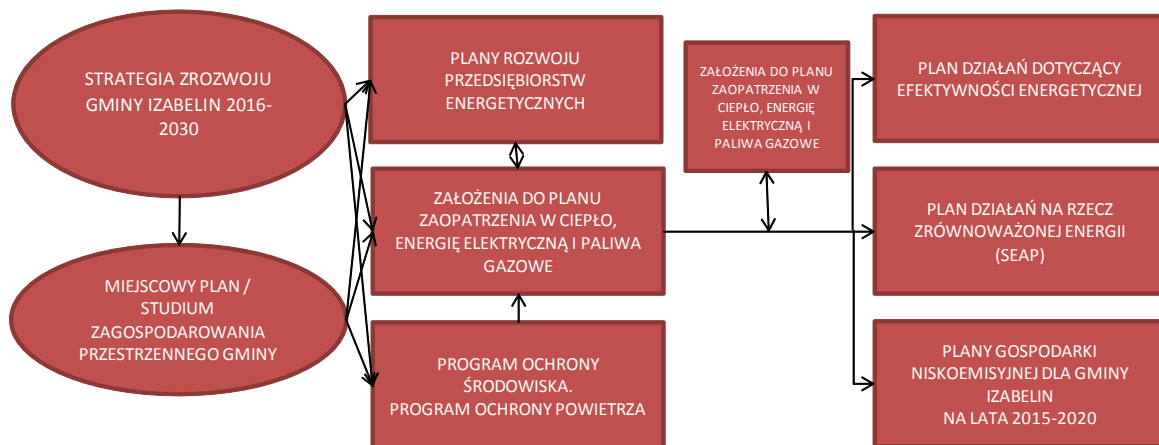 STRATEGIA ZROZWOJU
GMINY IZABELIN 2016-
2030
MIEJSCOWY PLAN /
STUDIUM
ZAGOSPODAROWANIA
PRZESTRZENNEGO GMINY
PLANY ROZWOJU
PRZEDSIĘBIORSTW
ENERGETYCZNYCH
ZAŁOŻENIA DO PLANU
ZAOPATRZENIA W CIEPŁO,
ENERGIĘ ELEKTRYCZNĄ I PALIWA
GAZOWE
PROGRAM OCHRONY
ŚRODOWISKA.
PROGRAM OCHRONY POWIETRZA
ZAŁOŻENIA DO PLANU
ZAOPATRZENIA W
CIEPŁO, ENERGIĘ
ELEKTRYCZNĄ I
PALIWA GAZOWE
PLAN DZIAŁAŃ DOTYCZĄCY
EFEKTYWNOŚCI ENERGETYCZNEJ
PLAN DZIAŁAŃ NA RZECZ
ZRÓWNOWAŻONEJ ENERGII
(SEAP)
PLANY GOSPODARKI
NISKOEMISYJNEJ DLA GMINY
IZABELIN
NA LATA 2015-2020